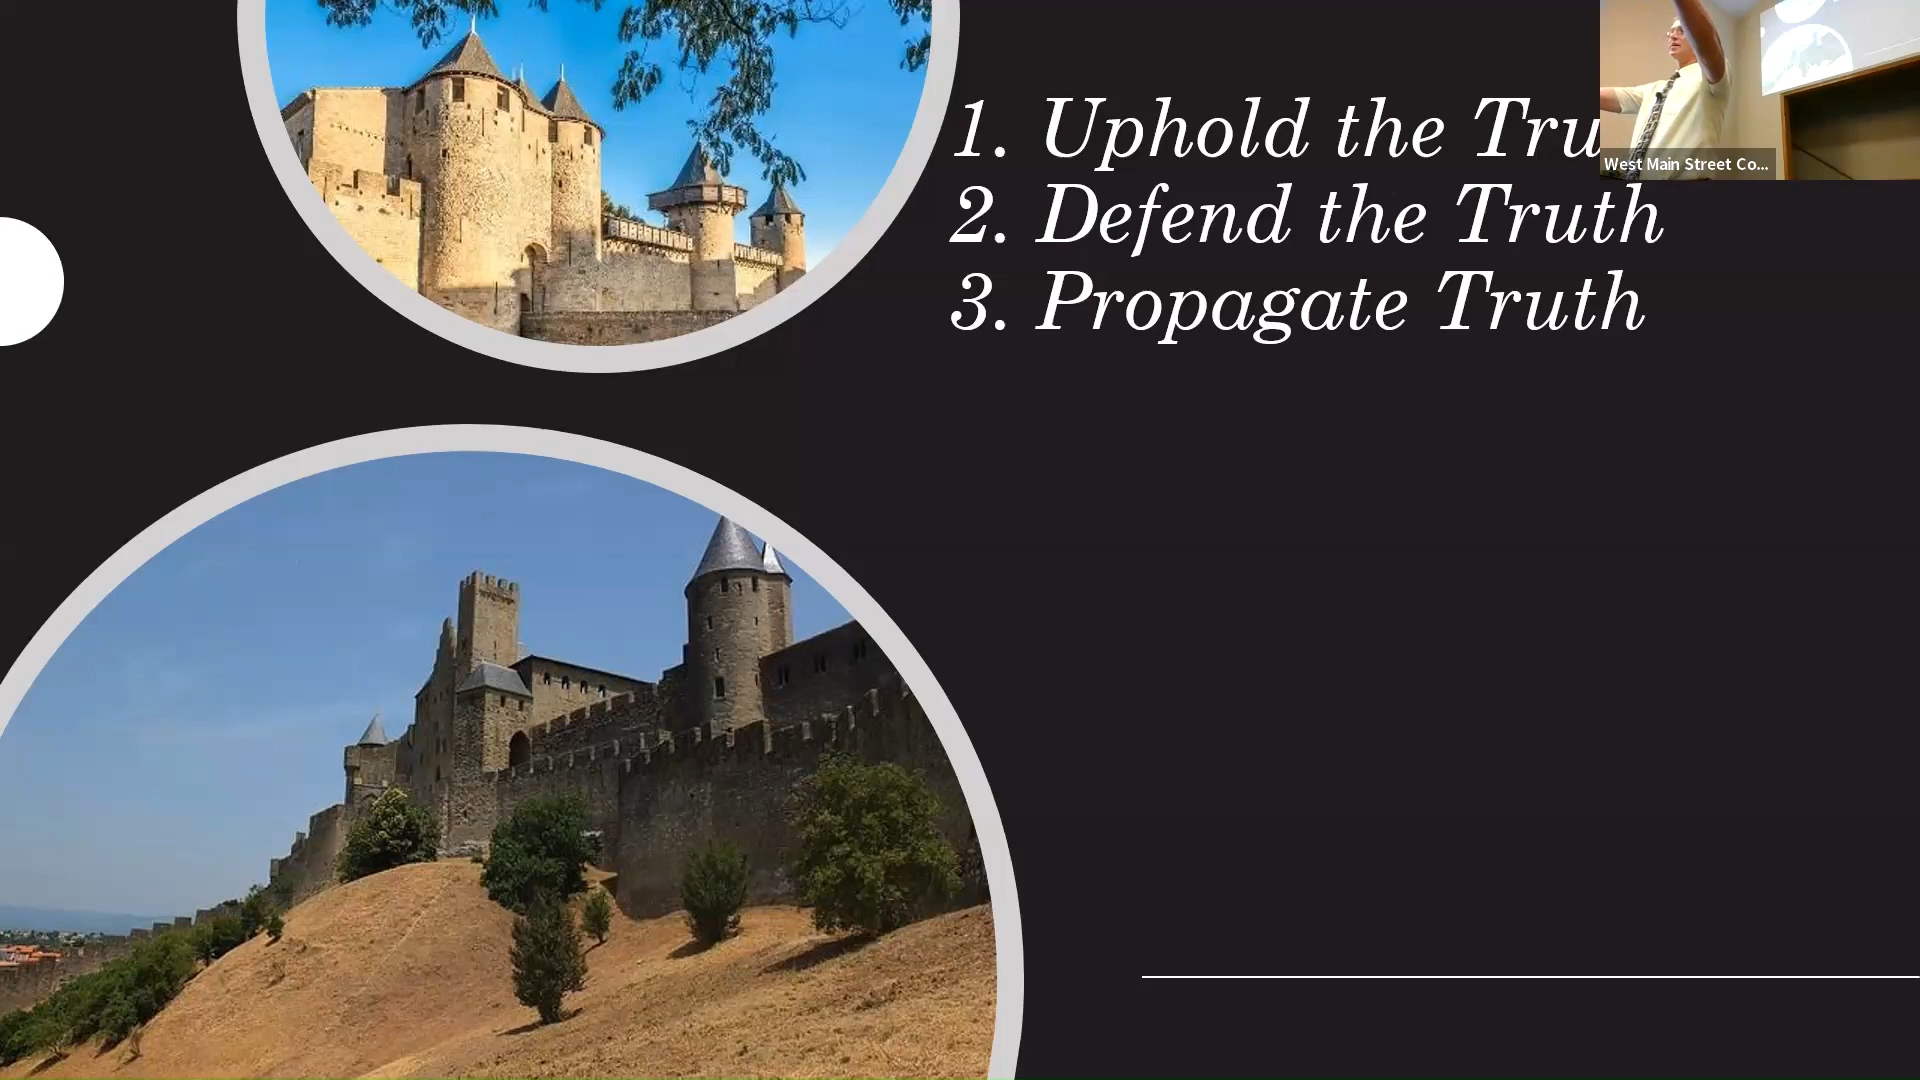 1. Uphold the Tru
2. Defend the Truth
3. Propagate Truth
West Main Street Co...